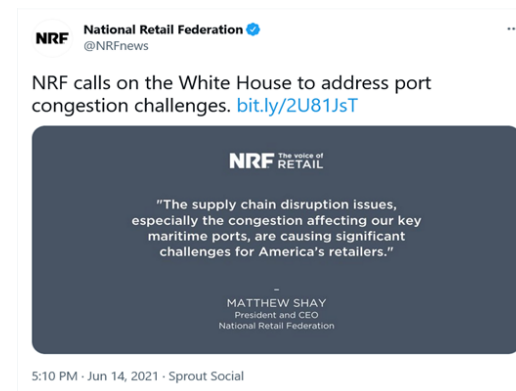 National Retail Federation
@NRFnews
NRF calls on the White House to address port
congestion challenges. bit.ly/2U81JsT
NRF The voice of
RETAIL
"The supply chain disruption issues,
especially the congestion affecting our key
maritime ports, are causing significant
challenges for America's retailers."
–
MATTHEW SHAY
President and CEO
National Retail Federation
5:10 PM · Jun 14, 2021 · Sprout Social